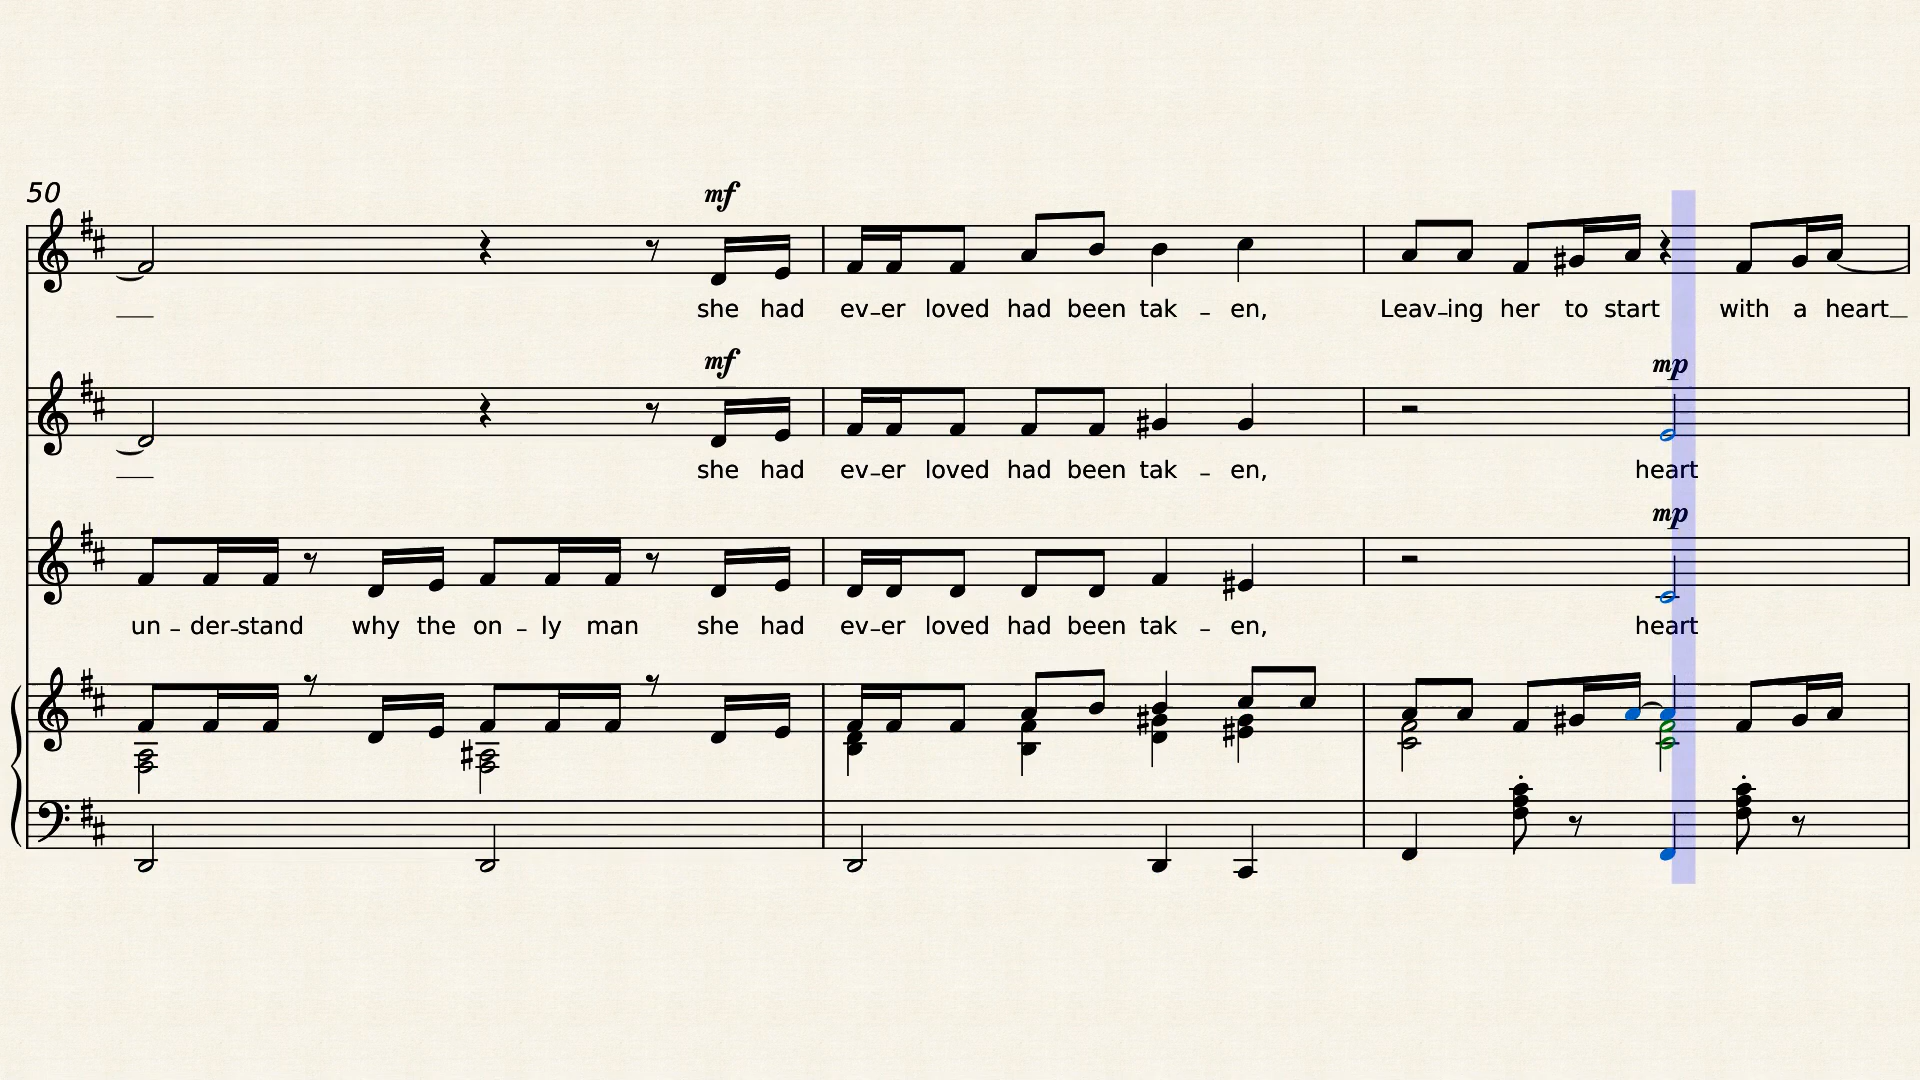 50
mf
she had ev-er loved had been tak - en, Leav-ing her to start with a heart
mf
mp
she had ev-er loved had been tak - en, heart
mp
un - der-stand why the on - ly man she had ev-er loved had been tak - en, heart